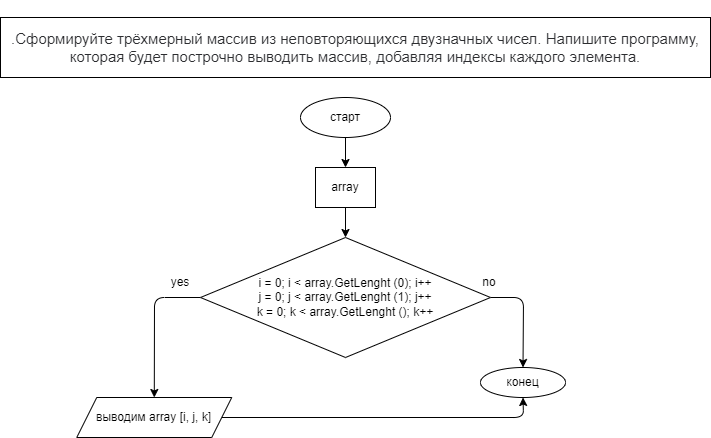 .Сформируйте трёхмерный массив из неповторяющихся двузначных чисел. Напишите программу,
которая будет построчно выводить массив, добавляя индексы каждого элемента.
старт
array
yes
no
i = 0; i < array.GetLenght (0); i++
j = 0; j < array.GetLenght (1); j++
k = 0; k < array.GetLenght (); k++
конец
выводим array [i, j, k]